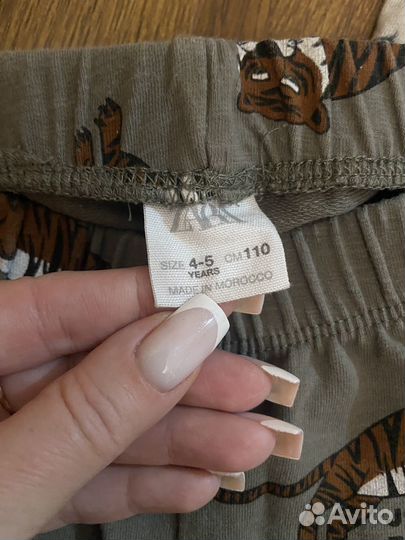 ZARA
SIZE 4-5 CM 110
YEARS
MADE IN MOROCCO
Avito